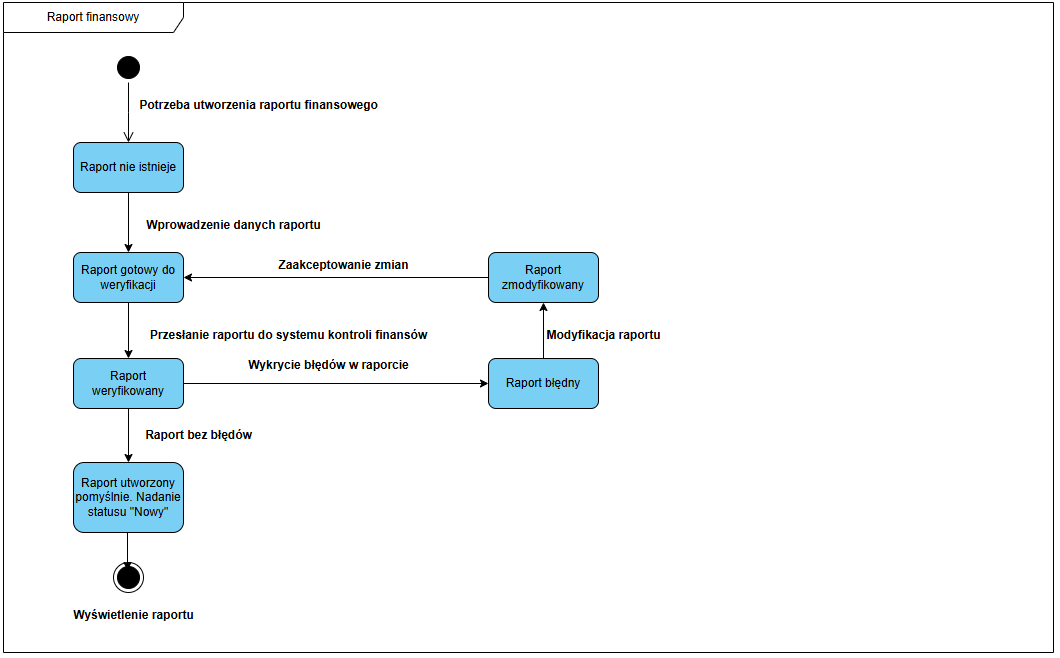 Raport finansowy
Potrzeba utworzenia raportu finansowego
Raport nie istnieje
Wprowadzenie danych raportu
Raport gotowy do
weryfikacji
Zaakceptowanie zmian
Raport
zmodyfikowany
Przesłanie raportu do systemu kontroli finansów
Modyfikacja raportu
Raport
weryfikowany
Wykrycie błędów w raporcie
Raport błędny
Raport bez błędów
Raport utworzony
pomyślnie. Nadanie
statusu "Nowy"
Wyświetlenie raportu